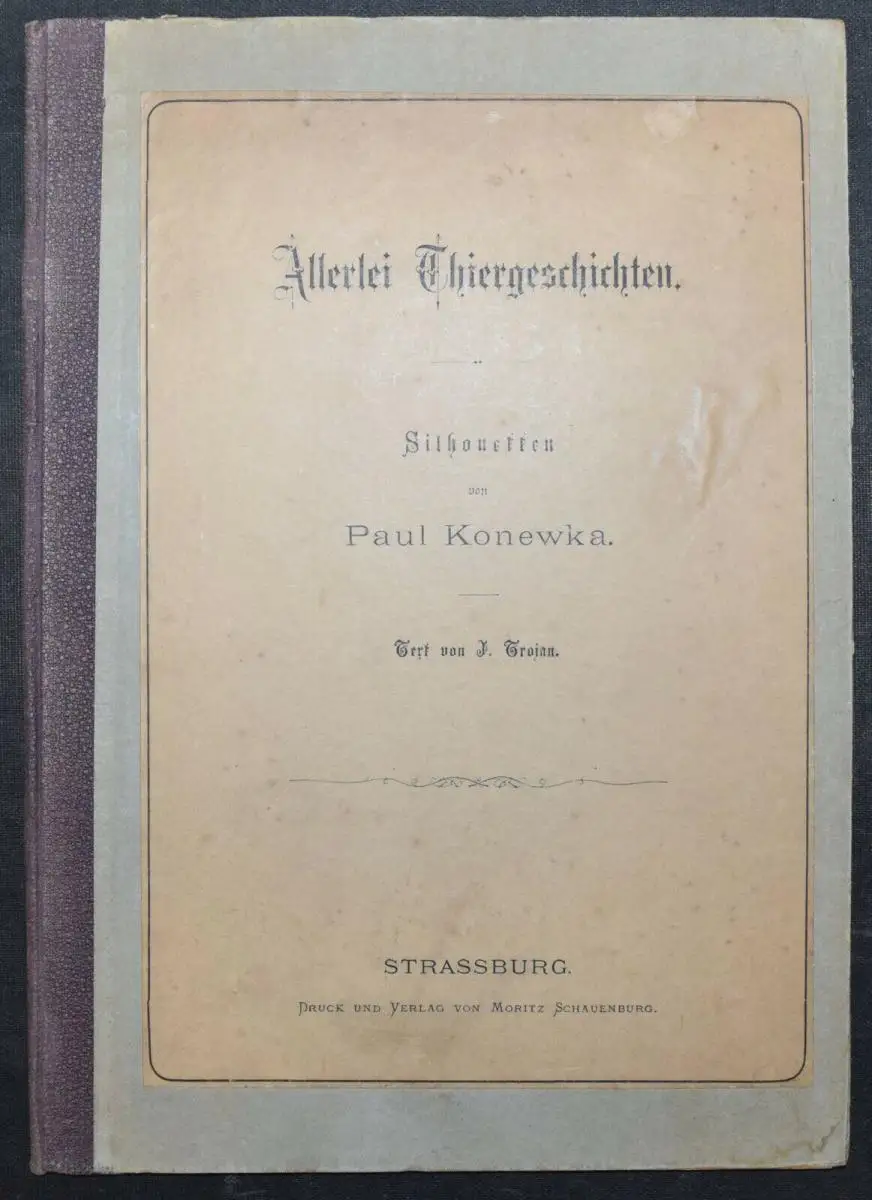 Allerlei Thiergeschichten.
Silhouetten
von
Paul Konewka.
Text von J. Trojan.
STRASSBURG.
DRUCK UND VERLAG VON MORITZ SCHAUENBURG.